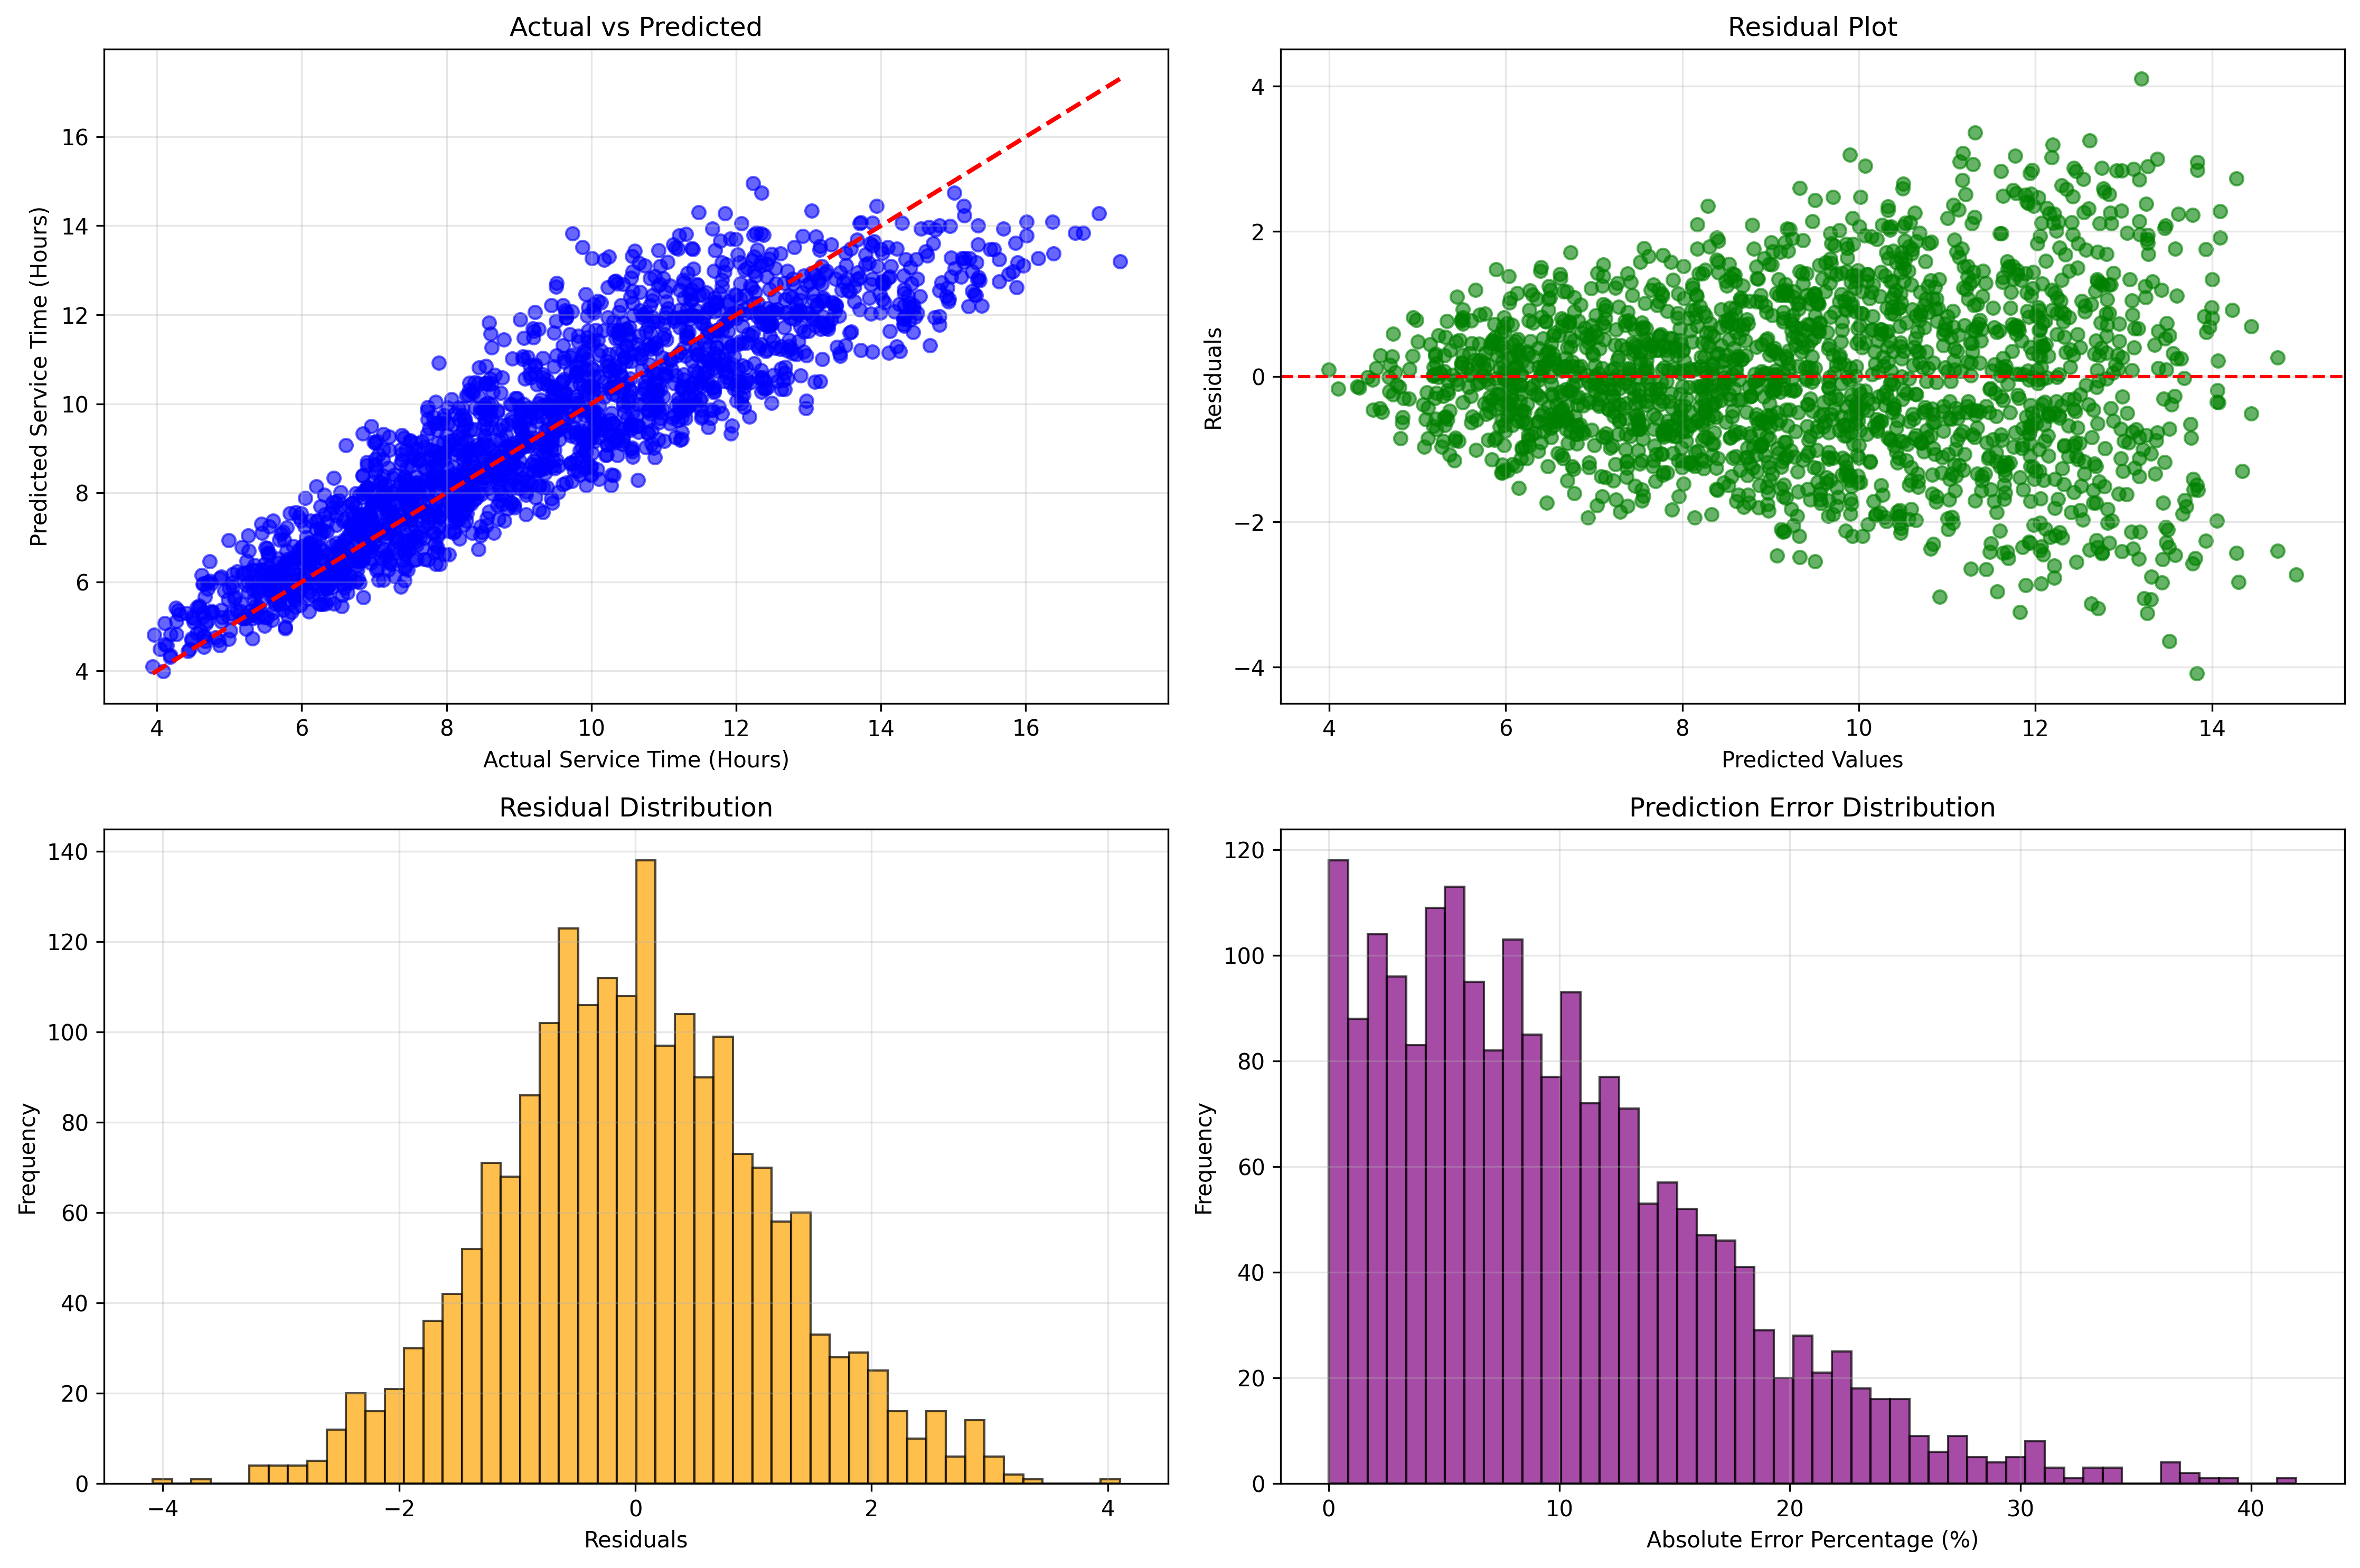 Actual vs Predicted
Predicted Service Time (Hours)
16
14
12
10
8
6
4
4 6 8 10 12 14 16
Actual Service Time (Hours)
Residual Plot
Residuals
4
2
0
−2
−4
4 6 8 10 12 14
Predicted Values
Residual Distribution
Frequency
140
120
100
80
60
40
20
0
−4 −2 0 2 4
Residuals
Prediction Error Distribution
Frequency
120
100
80
60
40
20
0
0 10 20 30 40
Absolute Error Percentage (%)